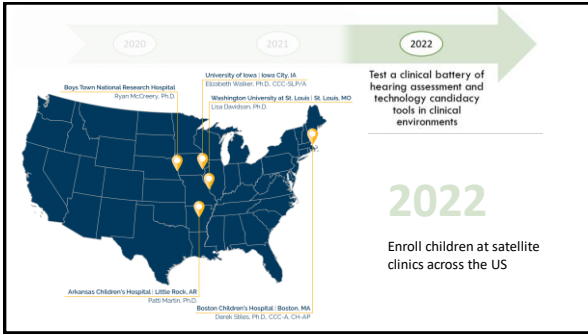 2020
2021
2022
Test a clinical battery of
hearing assessment and
technology candidacy
tools in clinical
environments
University of Iowa | Iowa City, IA
Elizabeth Walker, Ph.D., CCC-SLP/A
Boys Town National Research Hospital
Ryan McCreery, Ph.D.
Washington University at St. Louis | St. Louis, MO
Lisa Davidson, Ph.D.
2022
Enroll children at satellite
clinics across the US
Arkansas Children's Hospital | Little Rock, AR
Patti Martin, Ph.D.
Boston Children's Hospital | Boston, MA
Derek Stiles, Ph.D., CCC-A, CH-AP